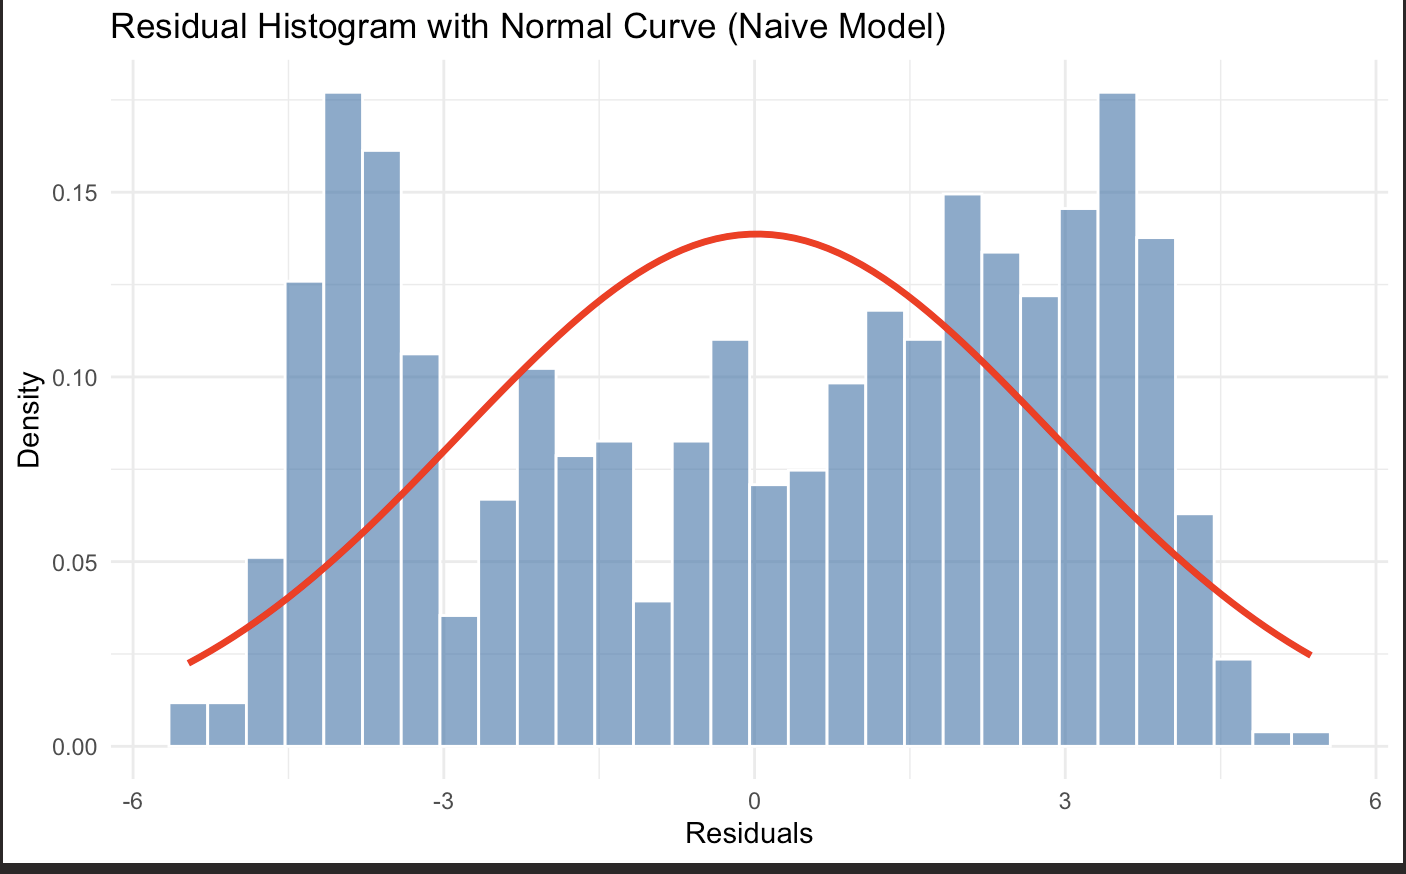 Residual Histogram with Normal Curve (Naive Model)
0.15
0.10
0.05
0.00
Density
-6 -3 0 3 6
Residuals